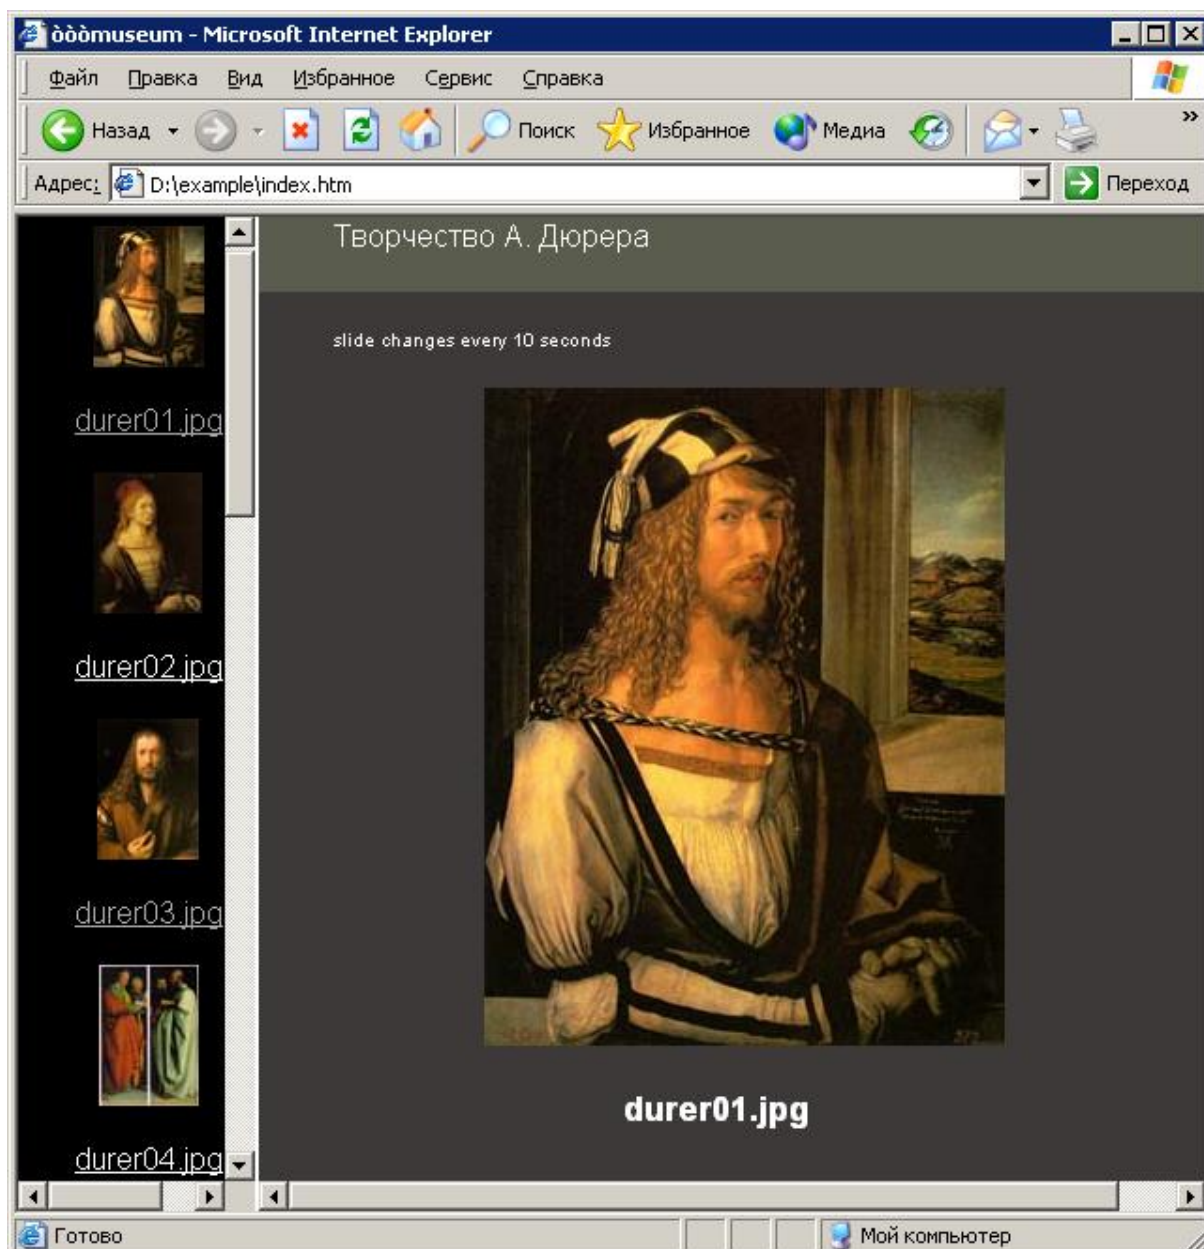 òòòmuseum - Microsoft Internet Explorer
Файл Правка Вид Избранное Сервис Справка
Назад Поиск Избранное Медиа »
Адрес: D:\example\index.htm Переход
Творчество А. Дюрера
slide changes every 10 seconds
durer01.jpg
durer02.jpg
durer03.jpg
durer04.jpg
durer01.jpg
Готово Мой компьютер